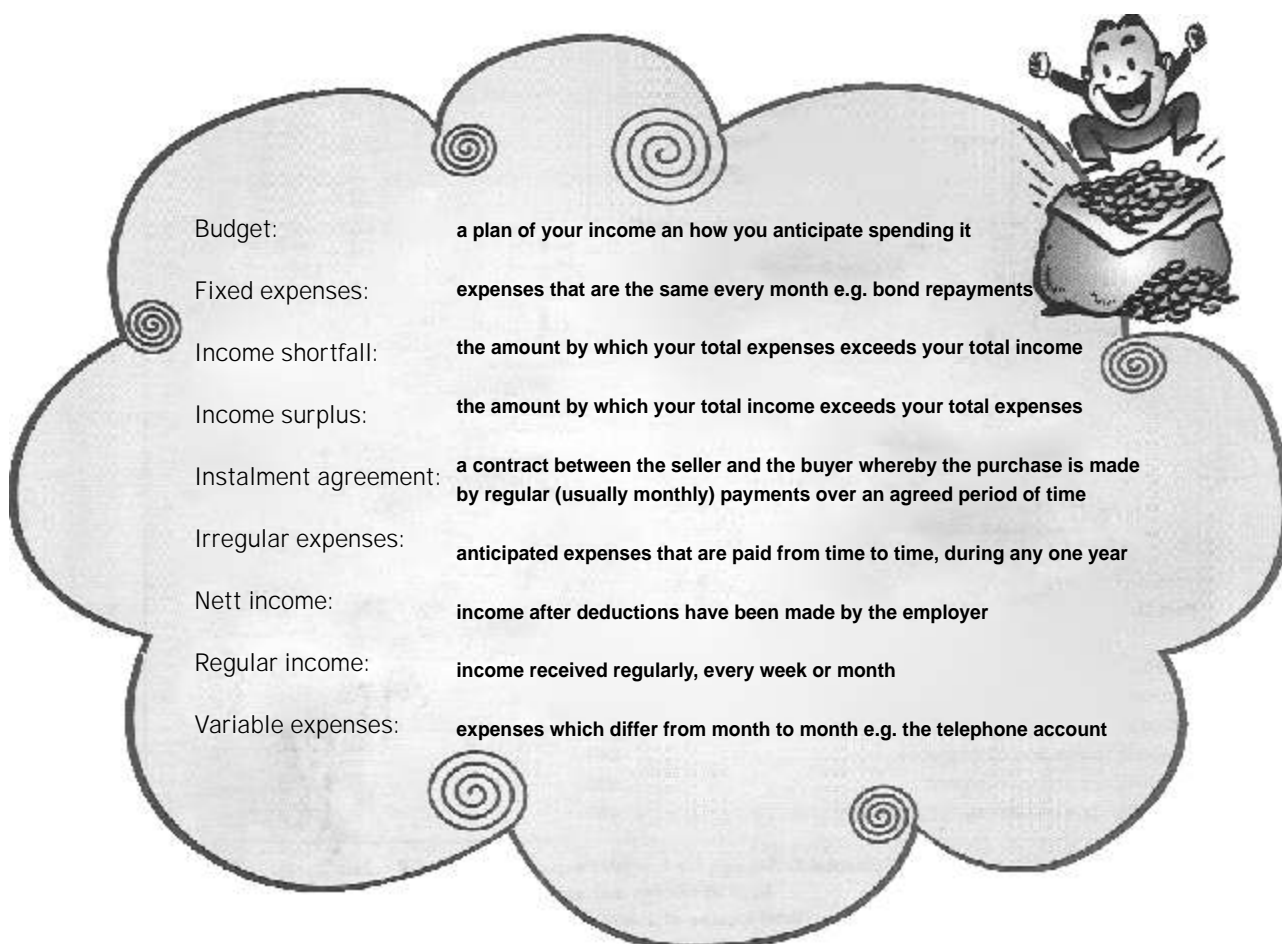 Budget: a plan of your income an how you anticipate spending it
Fixed expenses: expenses that are the same every month e.g. bond repayments
Income shortfall: the amount by which your total expenses exceeds your total income
Income surplus: the amount by which your total income exceeds your total expenses
Instalment agreement: a contract between the seller and the buyer whereby the purchase is made
by regular (usually monthly) payments over an agreed period of time
Irregular expenses: anticipated expenses that are paid from time to time, during any one year
Nett income: income after deductions have been made by the employer
Regular income: income received regularly, every week or month
Variable expenses: expenses which differ from month to month e.g. the telephone account